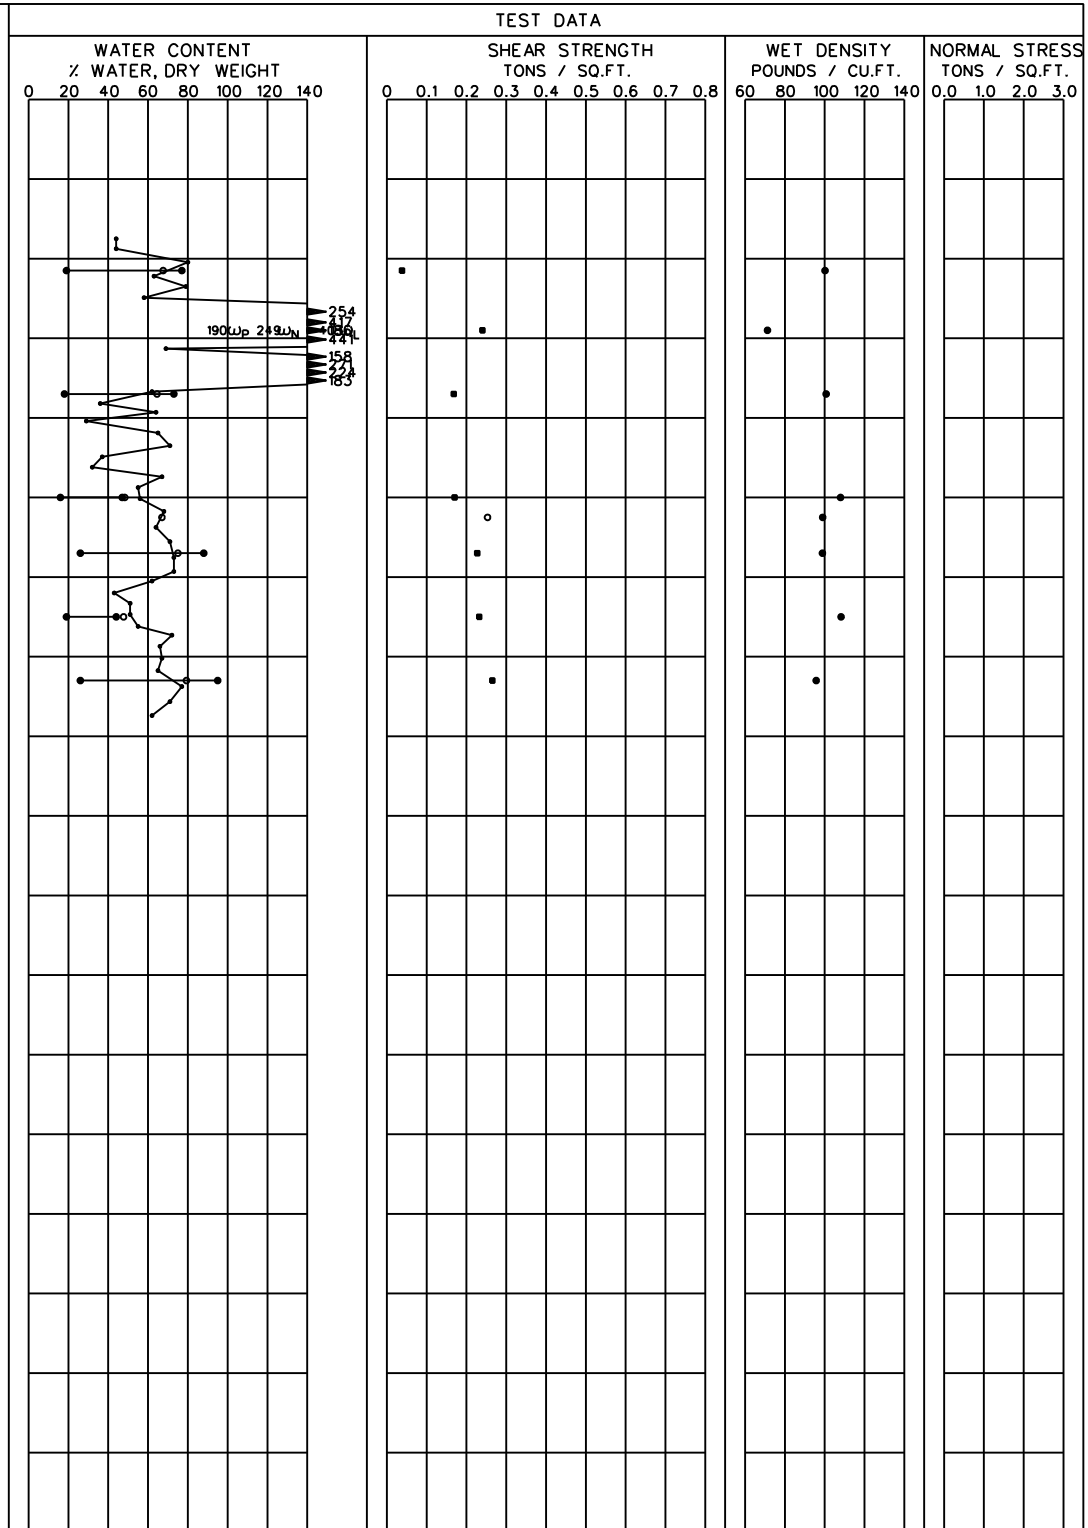 TEST DATA
WATER CONTENT
% WATER, DRY WEIGHT
0 20 40 60 80 100 120 140
SHEAR STRENGTH
TONS / SQ.FT.
0 0.1 0.2 0.3 0.4 0.5 0.6 0.7 0.8
WET DENSITY
POUNDS / CU.FT.
60 80 100 120 140
NORMAL STRESS
TONS / SQ.FT.
0.0 1.0 2.0 3.0
254
417
190ωP 249ωN
441
158
271
224
183